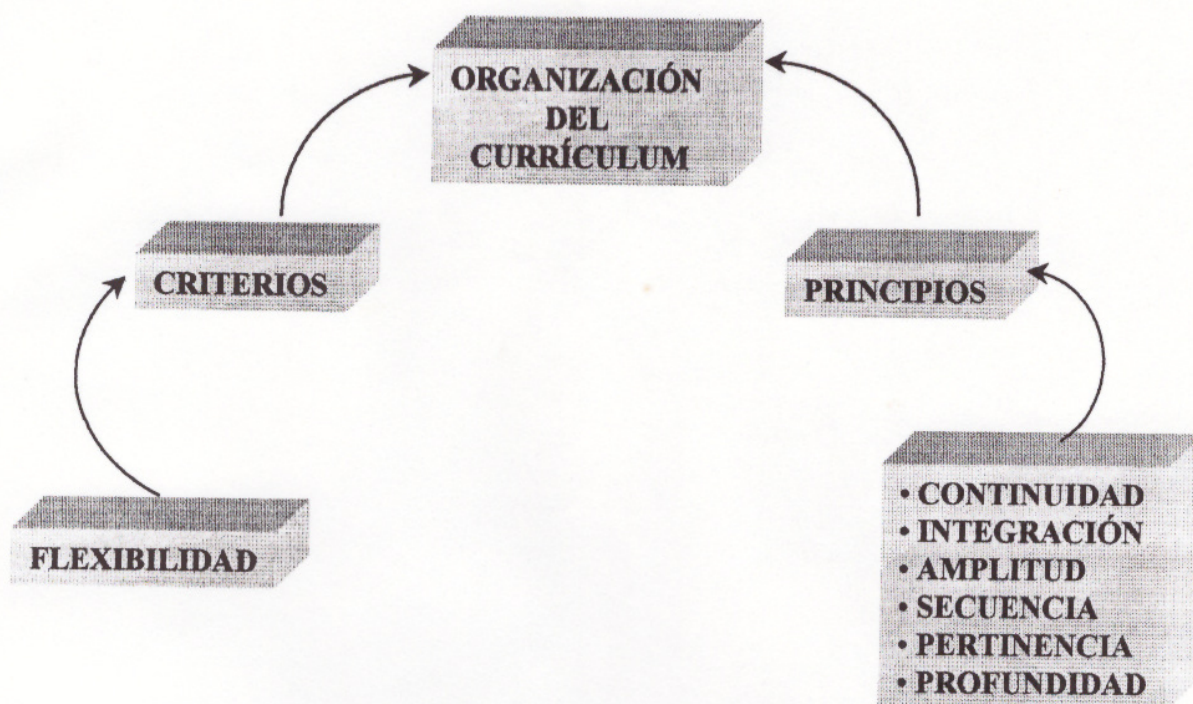 ORGANIZACIÓN
DEL
CURRÍCULUM
CRITERIOS
PRINCIPIOS
FLEXIBILIDAD
• CONTINUIDAD
• INTEGRACIÓN
• AMPLITUD
• SECUENCIA
• PERTINENCIA
• PROFUNDIDAD